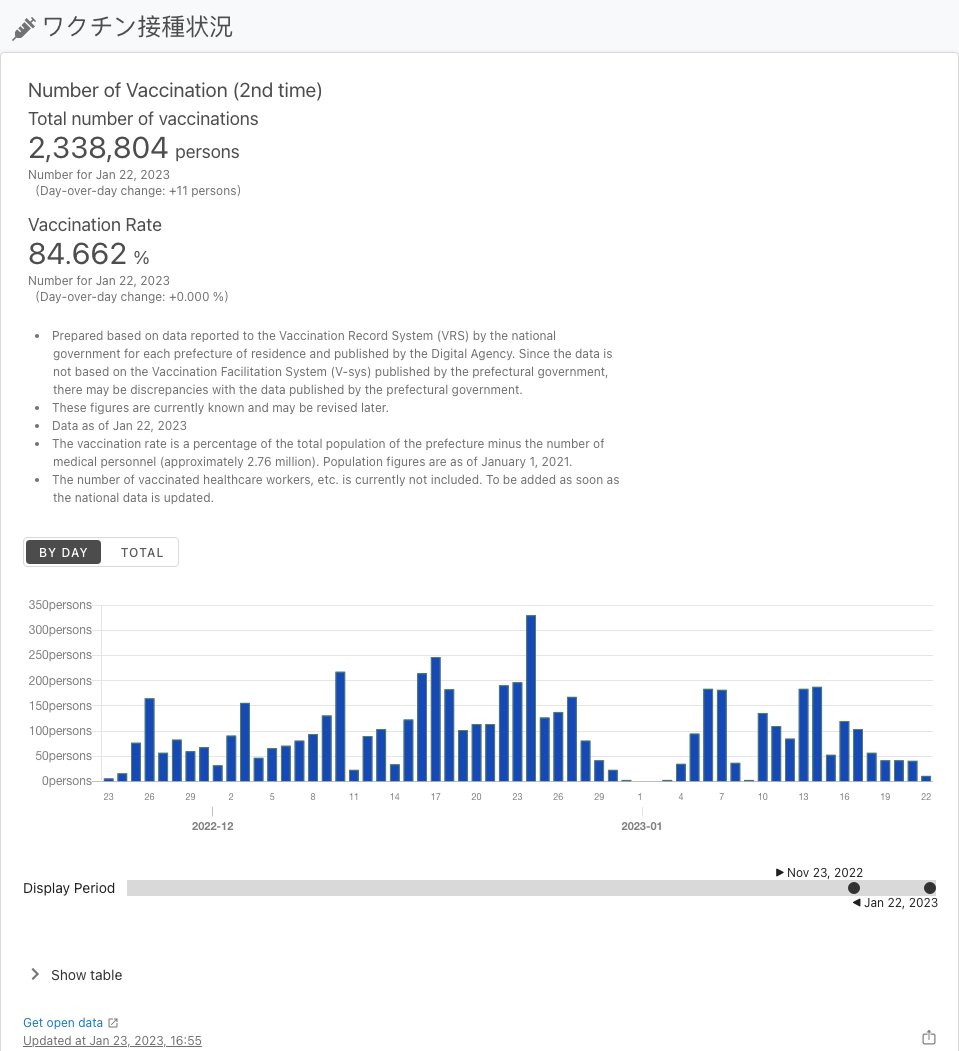 ワクチン接種状況
Number of Vaccination (2nd time)
Total number of vaccinations
2,338,804 persons
Number for Jan 22, 2023
(Day-over-day change: +11 persons)
Vaccination Rate
84.662 %
Number for Jan 22, 2023
(Day-over-day change: +0.000 %)
• Prepared based on data reported to the Vaccination Record System (VRS) by the national
government for each prefecture of residence and published by the Digital Agency. Since the data is
not based on the Vaccination Facilitation System (V-sys) published by the prefectural government,
there may be discrepancies with the data published by the prefectural government.
• These figures are currently known and may be revised later.
• Data as of Jan 22, 2023
• The vaccination rate is a percentage of the total population of the prefecture minus the number of
medical personnel (approximately 2.76 million). Population figures are as of January 1, 2021.
• The number of vaccinated healthcare workers, etc. is currently not included. To be added as soon as
the national data is updated.
BY DAY TOTAL
350persons
300persons
250persons
200persons
150persons
100persons
50persons
0persons
23 26 29 2 5 8 11 14 17 20 23 26 29 1 4 7 10 13 16 19 22
2022-12 2023-01
▶ Nov 23, 2022
Display Period
◀ Jan 22, 2023
Show table
Get open data
Updated at Jan 23, 2023, 16:55